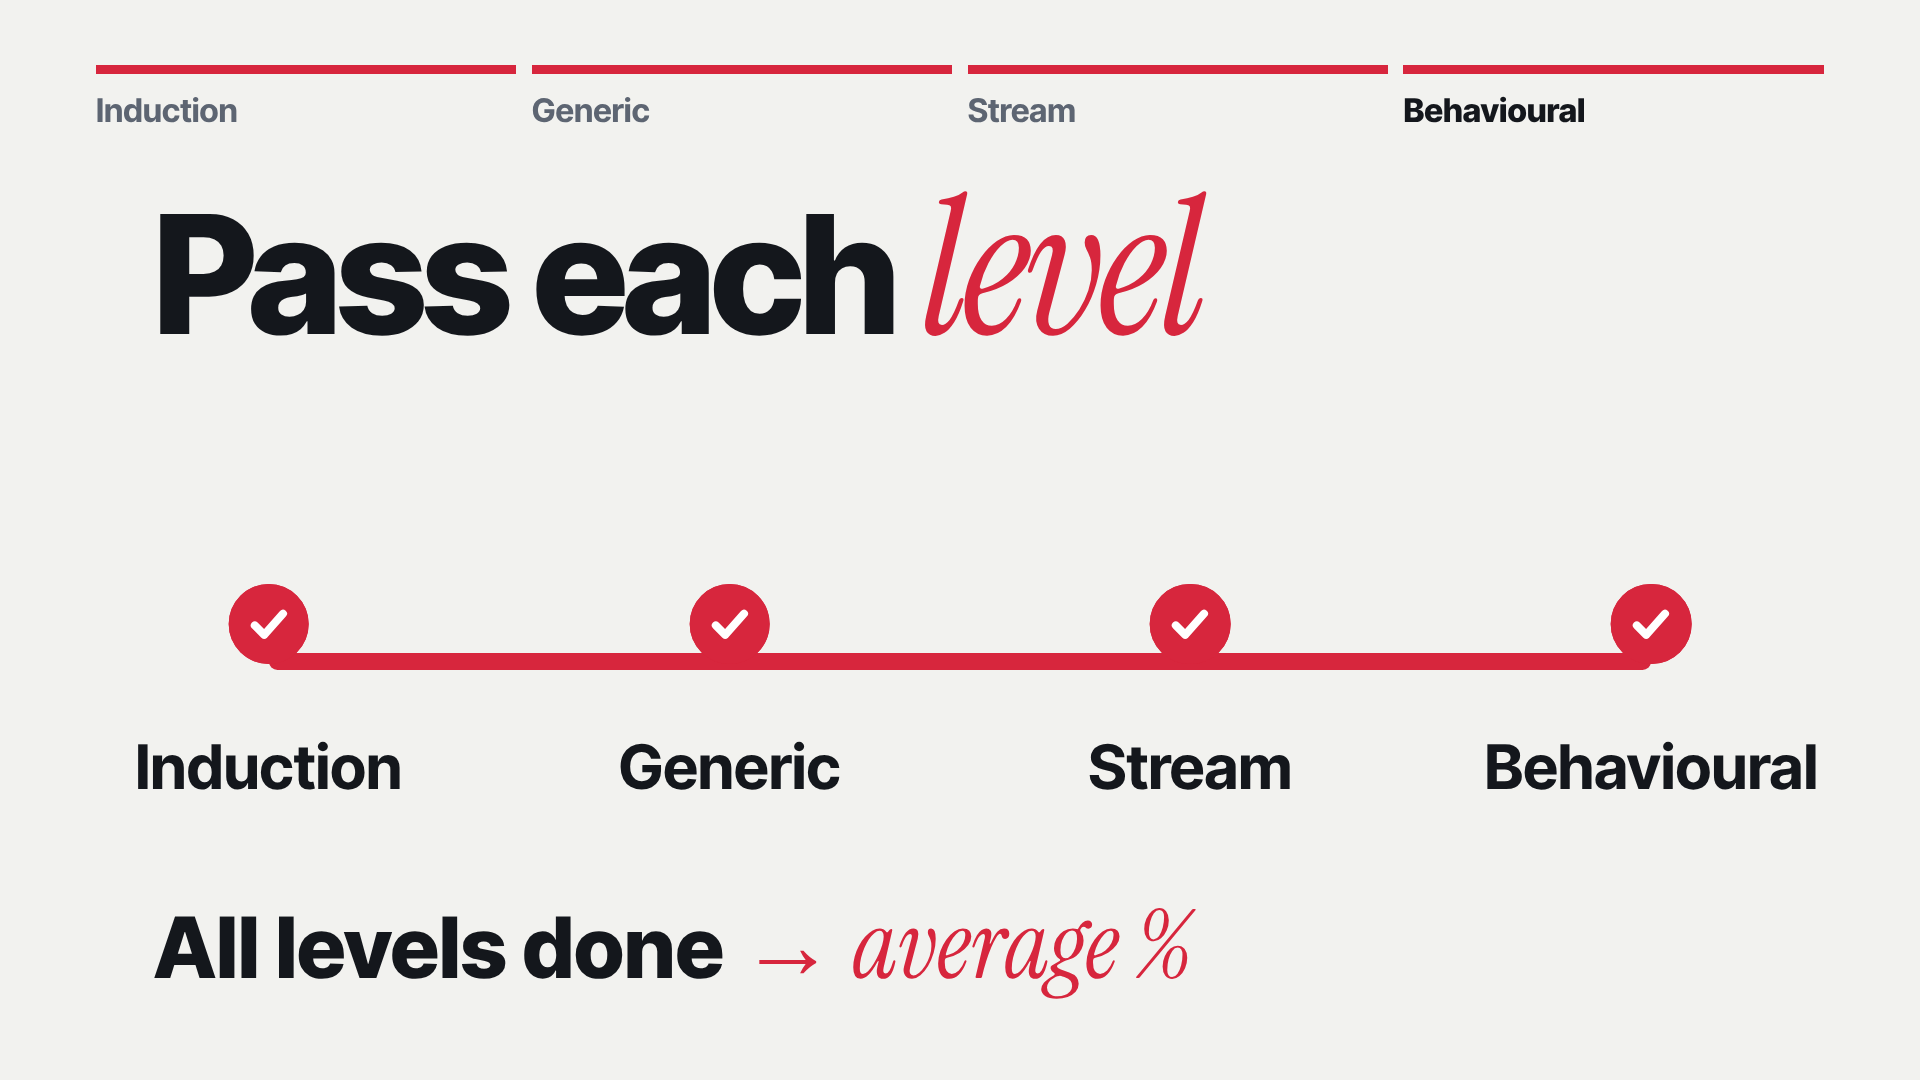 Induction
Generic
Stream
Behavioural
Pass each level
Induction
Generic
Stream
Behavioural
All levels done → average %